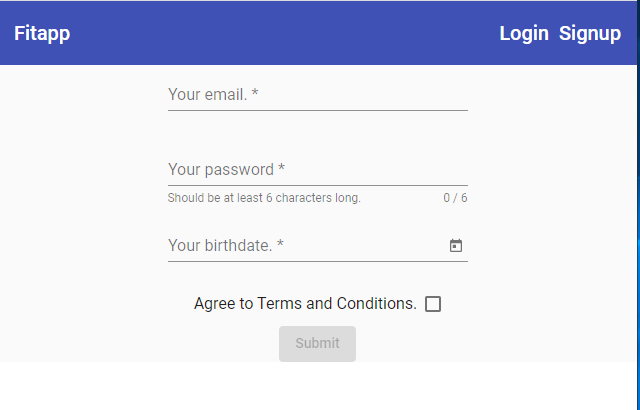 Fitapp Login Signup
Your email. *
Your password *
Should be at least 6 characters long. 0 / 6
Your birthdate. *
Agree to Terms and Conditions.
Submit